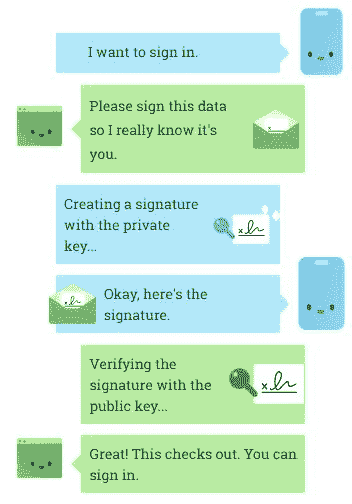 I want to sign in.
Please sign this data
so I really know it's
you.
Creating a signature
with the private
key...
Okay, here's the
signature.
Verifying the
signature with the
public key...
Great! This checks out. You can
sign in.